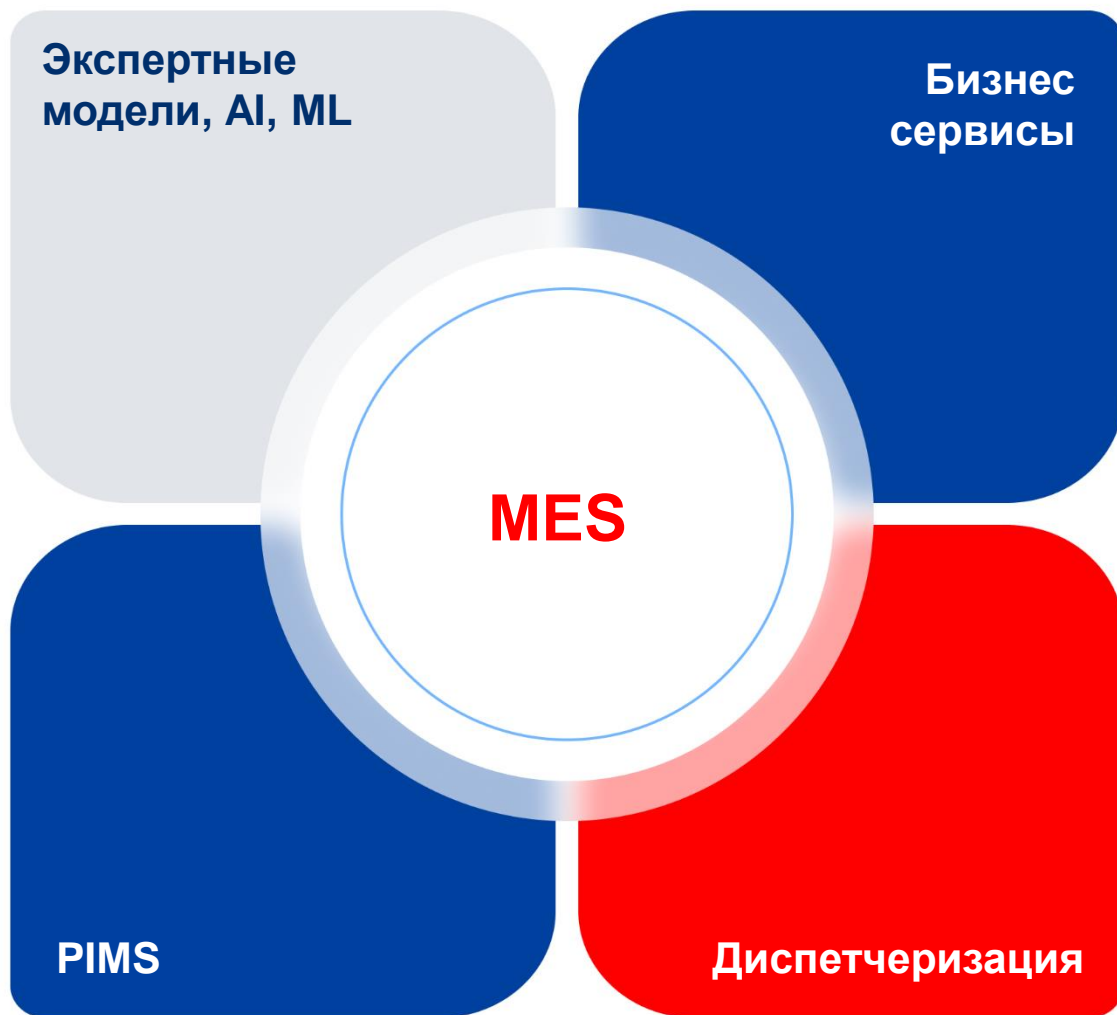 Экспертные
модели, AI, ML
Бизнес
сервисы
MES
PIMS
Диспетчеризация